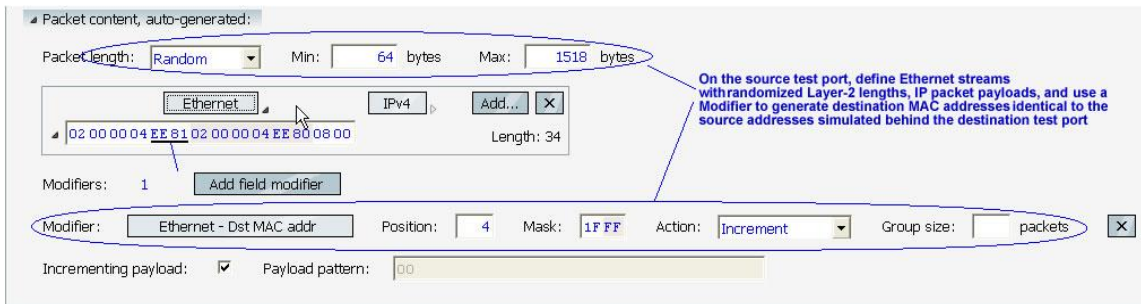 Packet content, auto-generated:
Packet length: Random Min: 64 bytes Max: 1518 bytes
On the source test port, define Ethernet streams
withrandomized Layer-2 lengths, IP packet payloads, and use a
Modifier to generate destination MAC addresses identical to the
source addresses simulated behind the destination test port
Ethernet IPv4 Add... X
02 00 00 04 EE 81 02 00 00 04 EE 80 08 00 Length: 34
Modifiers: 1 Add field modifier
Modifier: Ethernet - Dst MAC addr Position: 4 Mask: 1F FF Action: Increment Group size: packets X
Incrementing payload: Payload pattern: 00